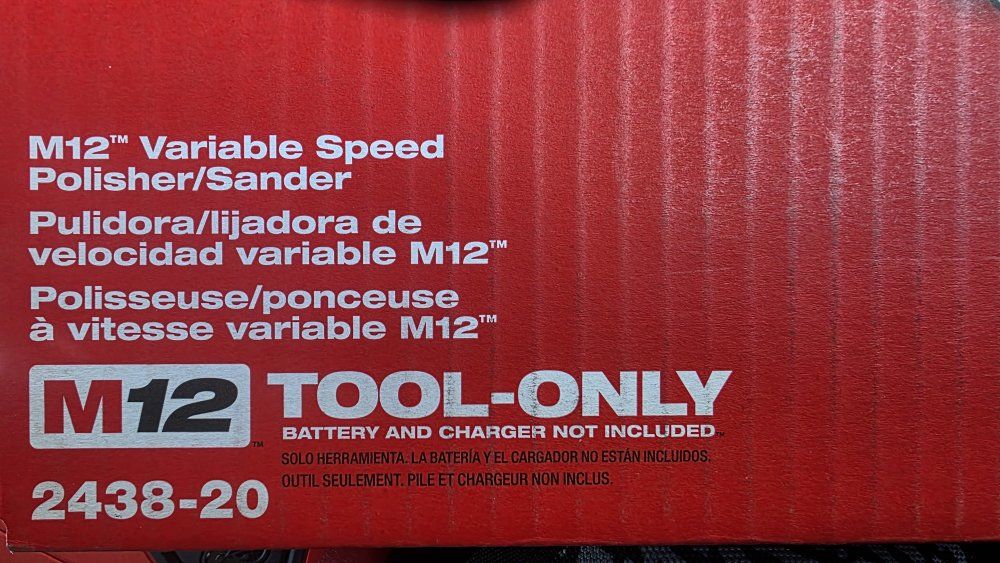 M12™ Variable Speed
Polisher/Sander
Pulidora/lijadora de
velocidad variable M12™
Polisseuse/ponceuse
à vitesse variable M12™
M12™ TOOL-ONLY
BATTERY AND CHARGER NOT INCLUDED™
SOLO HERRAMIENTA. LA BATERÍA Y EL CARGADOR NO ESTÁN INCLUIDOS.
OUTIL SEULEMENT. PILE ET CHARGEUR NON INCLUS.
2438-20